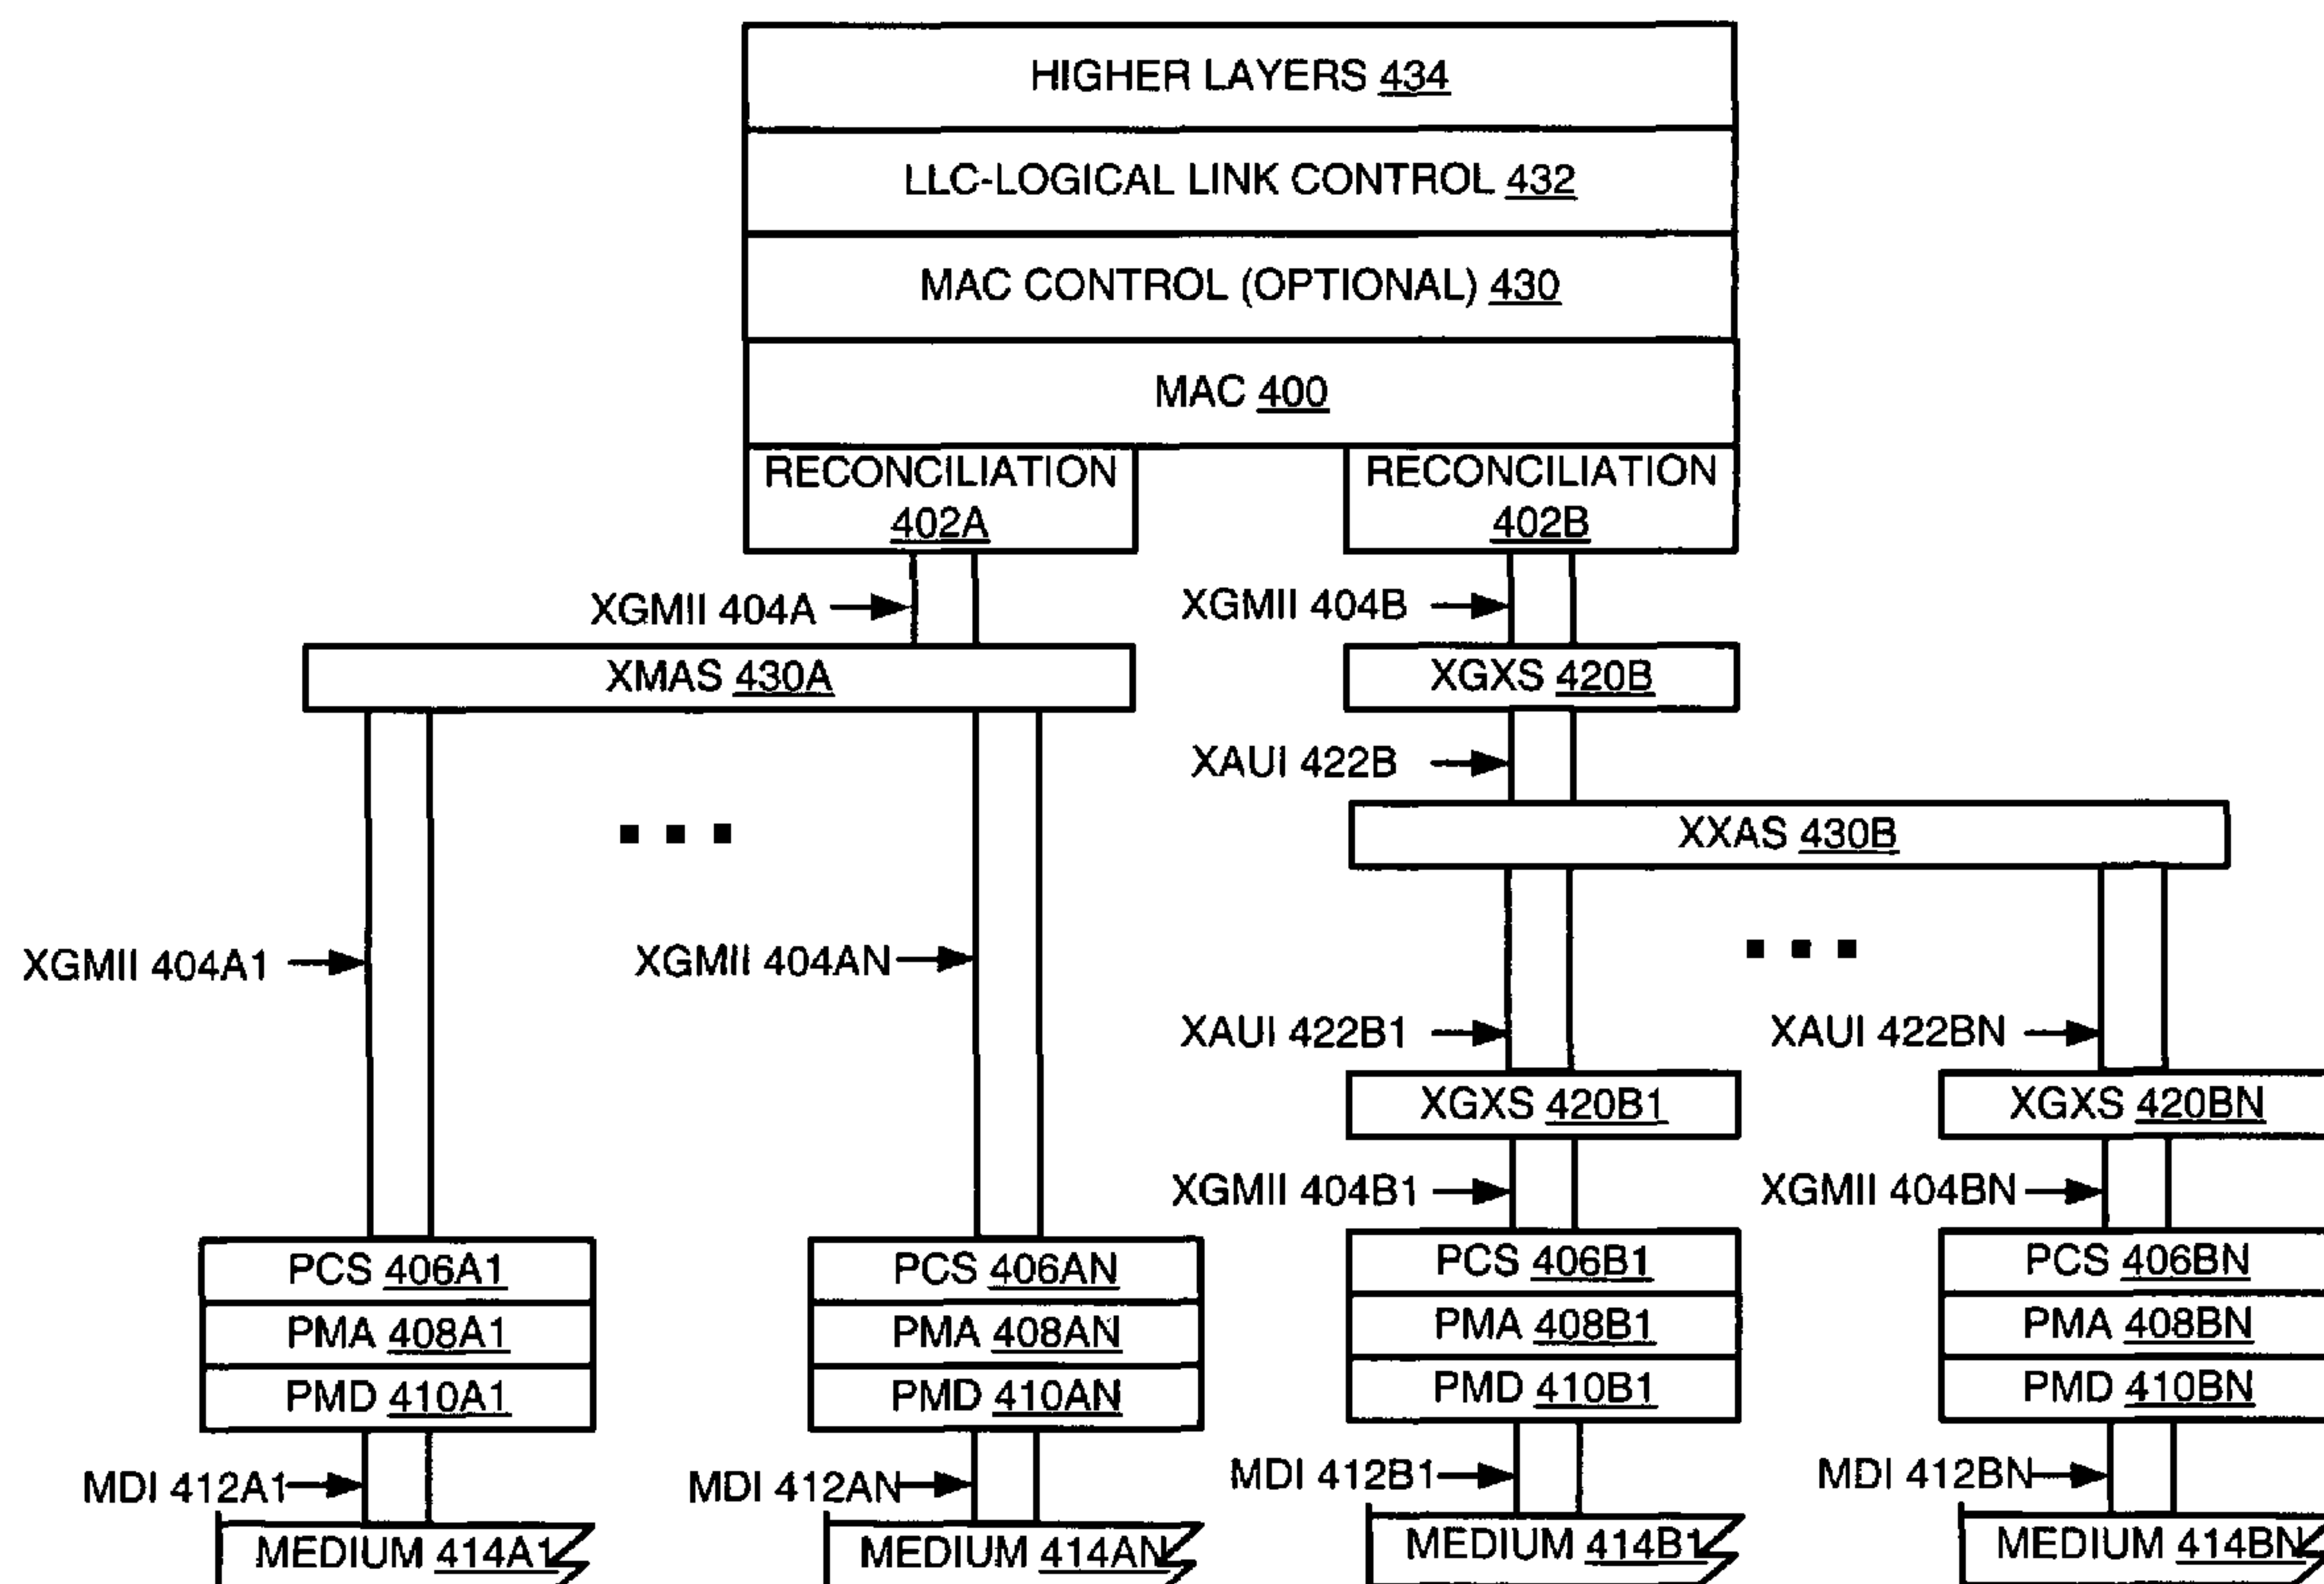 HIGHER LAYERS 434
LLC-LOGICAL LINK CONTROL 432
MAC CONTROL (OPTIONAL) 430
MAC 400
RECONCILIATION
402A
RECONCILIATION
402B
XGMII 404A
XGMII 404B
XMAS 430A
XGXS 420B
XAUI 422B
XXAS 430B
XGMII 404A1
XGMII 404AN
XAUI 422B1
XAUI 422BN
XGXS 420B1
XGXS 420BN
XGMII 404B1
XGMII 404BN
PCS 406A1
PCS 406AN
PCS 406B1
PCS 406BN
PMA 408A1
PMA 408AN
PMA 408B1
PMA 408BN
PMD 410A1
PMD 410AN
PMD 410B1
PMD 410BN
MDI 412A1
MDI 412AN
MDI 412B1
MDI 412BN
MEDIUM 414A1
MEDIUM 414AN
MEDIUM 414B1
MEDIUM 414BN